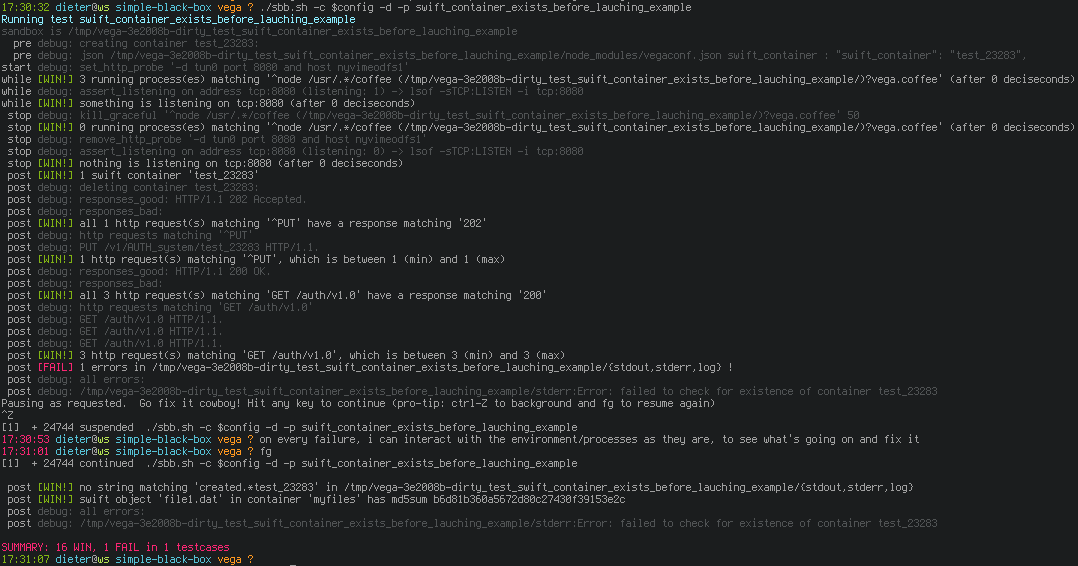 17:30:32 dieter@ws simple-black-box vega ? ./sbb.sh -c $config -d -p swift_container_exists_before_lauching_example
Running test swift_container_exists_before_lauching_example
sandbox is /tmp/vega-3e2008b-dirty_test_swift_container_exists_before_lauching_example
pre debug: creating container test_23283:
pre debug: json /tmp/vega-3e2008b-dirty_test_swift_container_exists_before_lauching_example/node_modules/vegaconf.json swift_container : "swift_container": "test_23283",
start debug: set_http_probe '-d tun0 port 8080 and host nyvimeodfs1'
while [WIN!] 3 running process(es) matching '^node /usr/.*/coffee (/tmp/vega-3e2008b-dirty_test_swift_container_exists_before_lauching_example/)?vega.coffee' (after 0 deciseconds)
while debug: assert_listening on address tcp:8080 (listening: 1) -> lsof -sTCP:LISTEN -i tcp:8080
while [WIN!] something is listening on tcp:8080 (after 0 deciseconds)
stop debug: kill_graceful '^node /usr/.*/coffee (/tmp/vega-3e2008b-dirty_test_swift_container_exists_before_lauching_example/)?vega.coffee' 50
stop [WIN!] 0 running process(es) matching '^node /usr/.*/coffee (/tmp/vega-3e2008b-dirty_test_swift_container_exists_before_lauching_example/)?vega.coffee' (after 0 deciseconds)
stop debug: remove_http_probe '-d tun0 port 8080 and host nyvimeodfs1'
stop debug: assert_listening on address tcp:8080 (listening: 0) -> lsof -sTCP:LISTEN -i tcp:8080
stop [WIN!] nothing is listening on tcp:8080 (after 0 deciseconds)
post [WIN!] 1 swift container 'test_23283'
post debug: deleting container test_23283:
post debug: responses_good: HTTP/1.1 202 Accepted.
post debug: responses_bad:
post [WIN!] all 1 http request(s) matching '^PUT' have a response matching '202'
post debug: http requests matching '^PUT'
post debug: PUT /v1/AUTH_system/test_23283 HTTP/1.1.
post [WIN!] 1 http request(s) matching '^PUT', which is between 1 (min) and 1 (max)
post debug: responses_good: HTTP/1.1 200 OK.
post debug: responses_bad:
post [WIN!] all 3 http request(s) matching 'GET /auth/v1.0' have a response matching '200'
post debug: http requests matching 'GET /auth/v1.0'
post debug: GET /auth/v1.0 HTTP/1.1.
post debug: GET /auth/v1.0 HTTP/1.1.
post debug: GET /auth/v1.0 HTTP/1.1.
post [WIN!] 3 http request(s) matching 'GET /auth/v1.0', which is between 3 (min) and 3 (max)
post [FAIL] 1 errors in /tmp/vega-3e2008b-dirty_test_swift_container_exists_before_lauching_example/{stdout,stderr,log} !
post debug: all errors:
post debug: /tmp/vega-3e2008b-dirty_test_swift_container_exists_before_lauching_example/stderr:Error: failed to check for existence of container test_23283
Pausing as requested.  Go fix it cowboy! Hit any key to continue (pro-tip: ctrl-Z to background and fg to resume again)
^Z
[1]  + 24744 suspended  ./sbb.sh -c $config -d -p swift_container_exists_before_lauching_example
17:30:53 dieter@ws simple-black-box vega ? on every failure, i can interact with the environment/processes as they are, to see what's going on and fix it
17:31:01 dieter@ws simple-black-box vega ? fg
[1]  + 24744 continued  ./sbb.sh -c $config -d -p swift_container_exists_before_lauching_example
post [WIN!] no string matching 'created.*test_23283' in /tmp/vega-3e2008b-dirty_test_swift_container_exists_before_lauching_example/{stdout,stderr,log}
post [WIN!] swift object 'file1.dat' in container 'myfiles' has md5sum b6d81b360a5672d80c27430f39153e2c
post debug: all errors:
post debug: /tmp/vega-3e2008b-dirty_test_swift_container_exists_before_lauching_example/stderr:Error: failed to check for existence of container test_23283
SUMMARY: 16 WIN, 1 FAIL in 1 testcases
17:31:07 dieter@ws simple-black-box vega ?